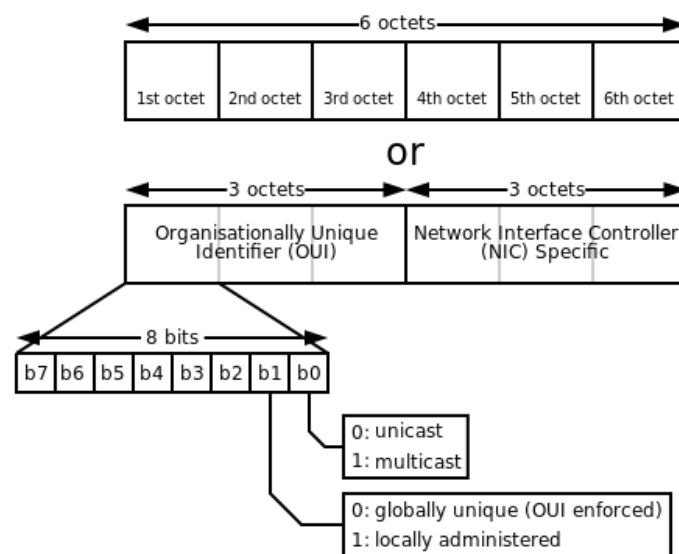 6 octets
1st octet 2nd octet 3rd octet 4th octet 5th octet 6th octet
or
3 octets 3 octets
Organisationally Unique
Identifier (OUI)
Network Interface Controller
(NIC) Specific
8 bits
b7 b6 b5 b4 b3 b2 b1 b0
0: unicast
1: multicast
0: globally unique (OUI enforced)
1: locally administered